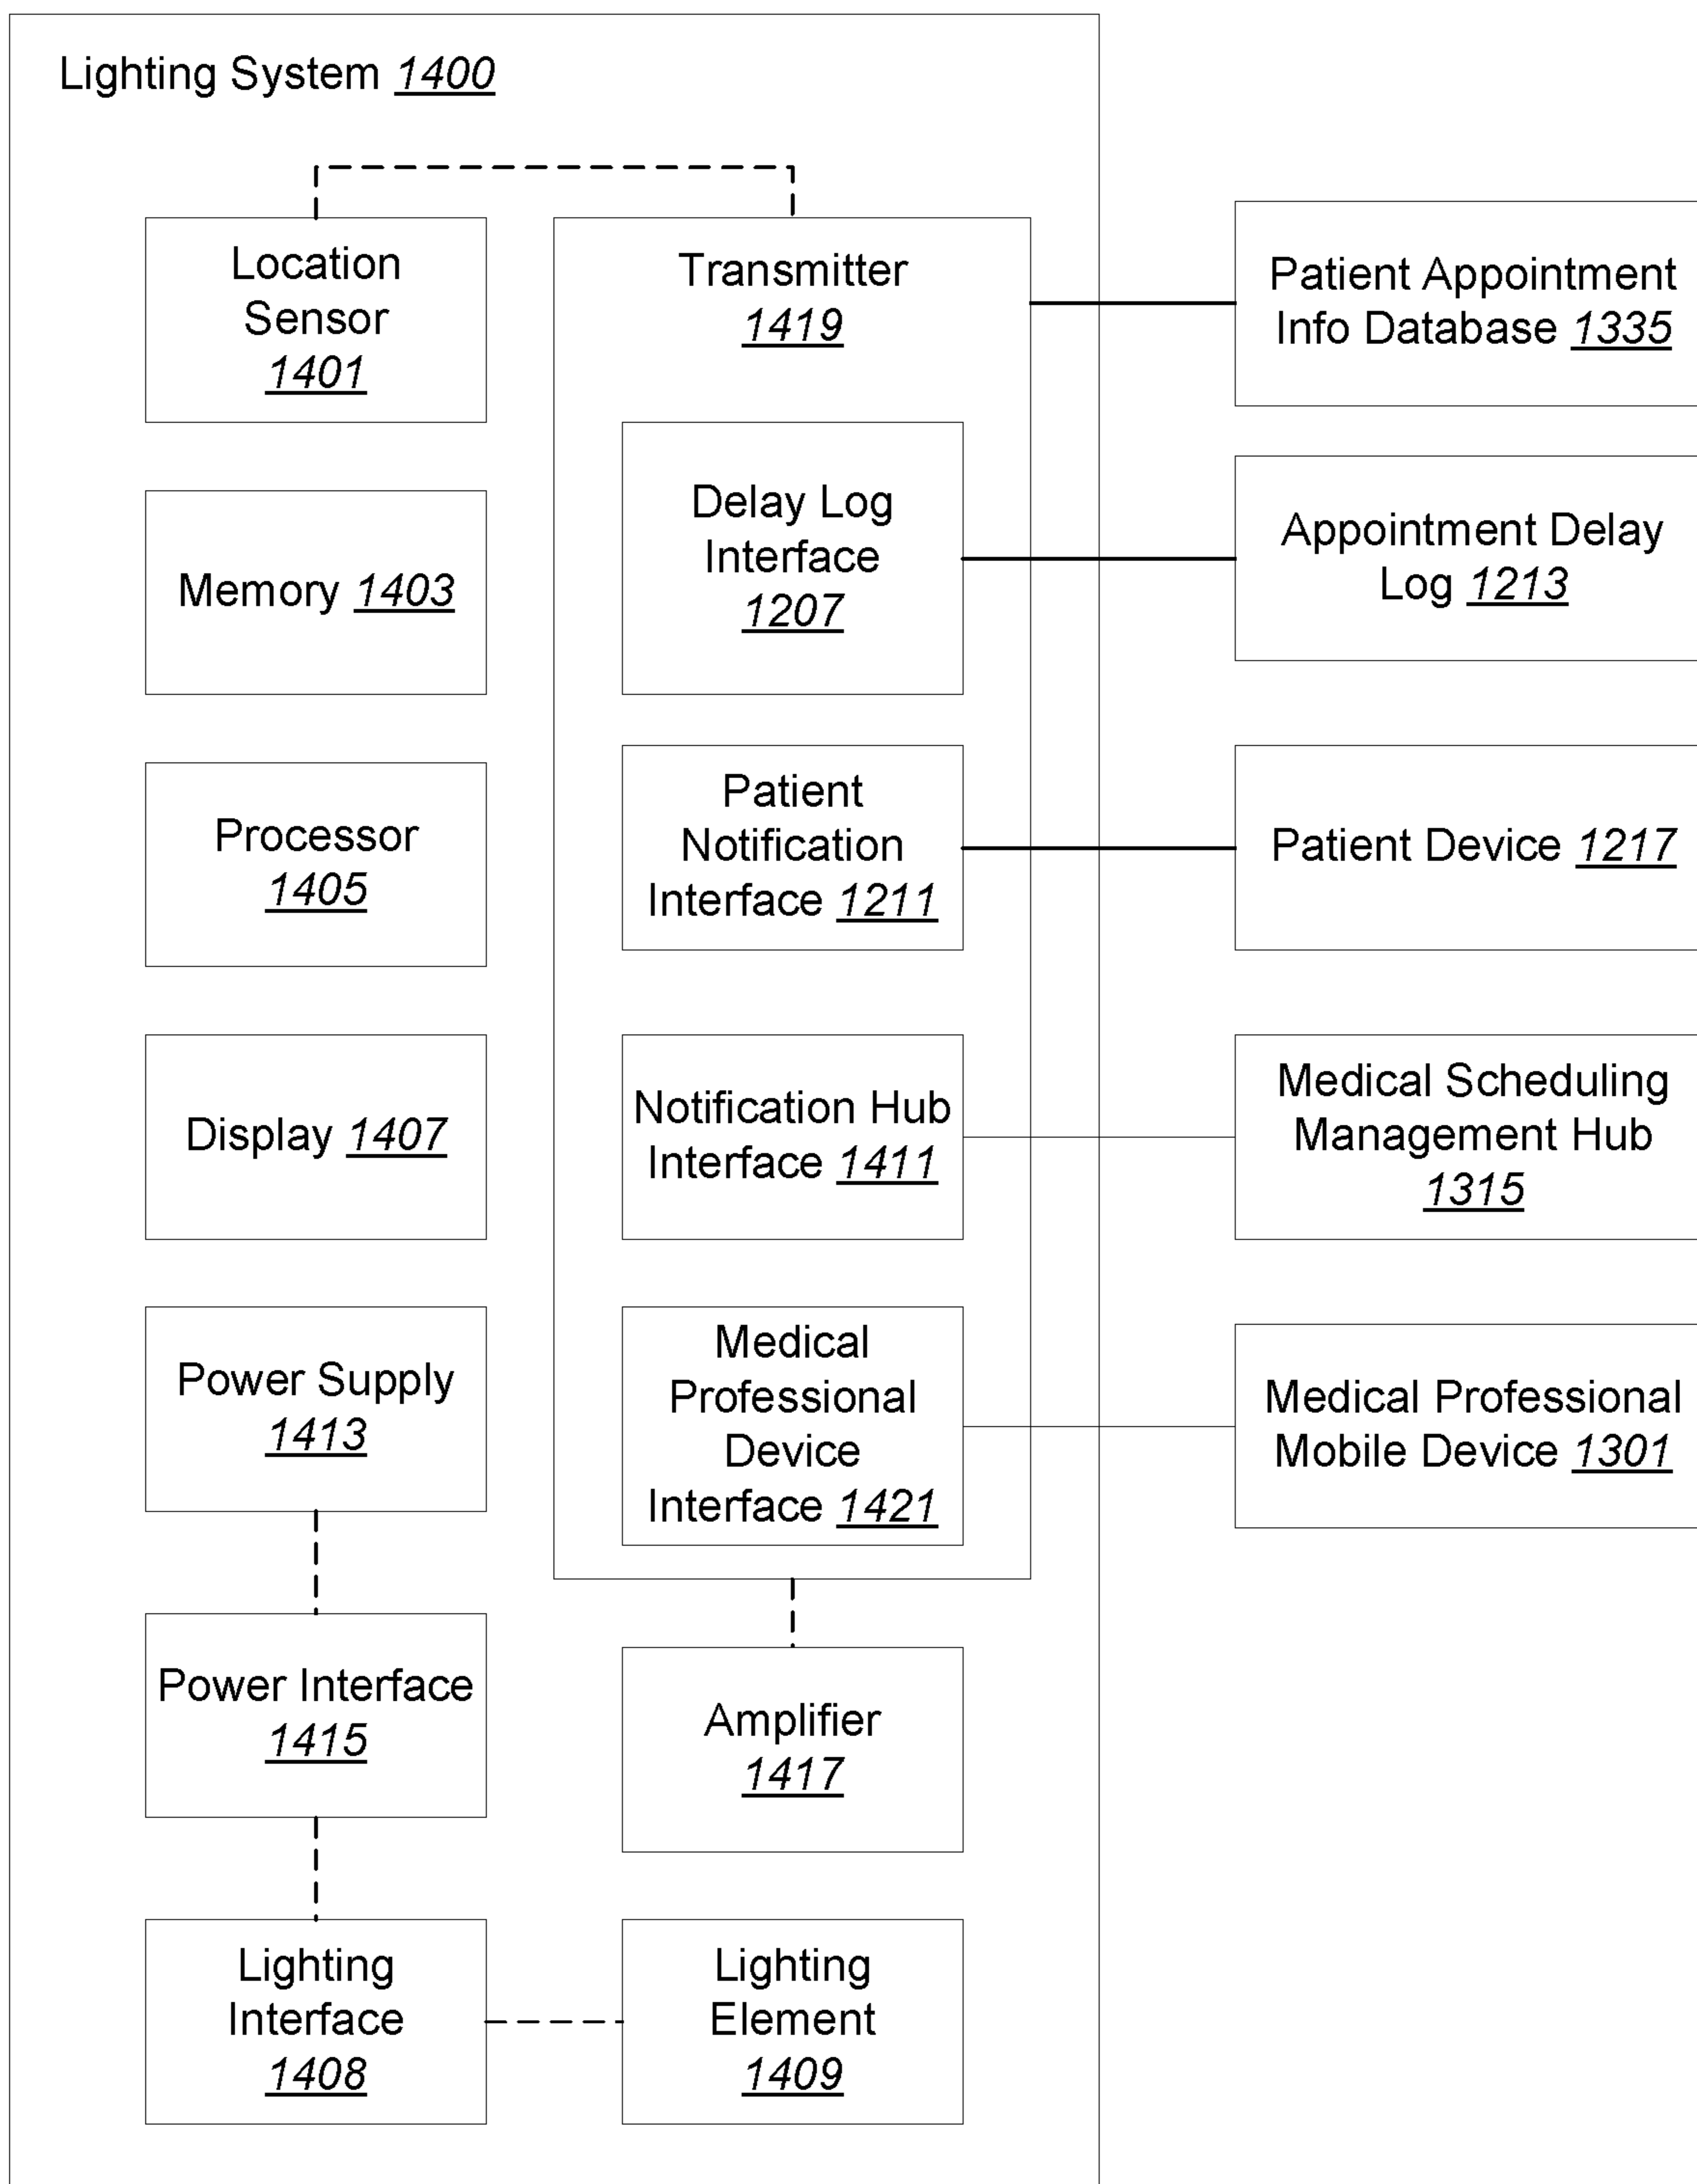 Lighting System 1400
Location
Sensor
1401
Memory 1403
Processor
1405
Display 1407
Power Supply
1413
Power Interface
1415
Lighting
Interface
1408
Transmitter
1419
Delay Log
Interface
1207
Patient
Notification
Interface 1211
Notification Hub
Interface 1411
Medical
Professional
Device
Interface 1421
Amplifier
1417
Lighting
Element
1409
Patient Appointment
Info Database 1335
Appointment Delay
Log 1213
Patient Device 1217
Medical Scheduling
Management Hub
1315
Medical Professional
Mobile Device 1301